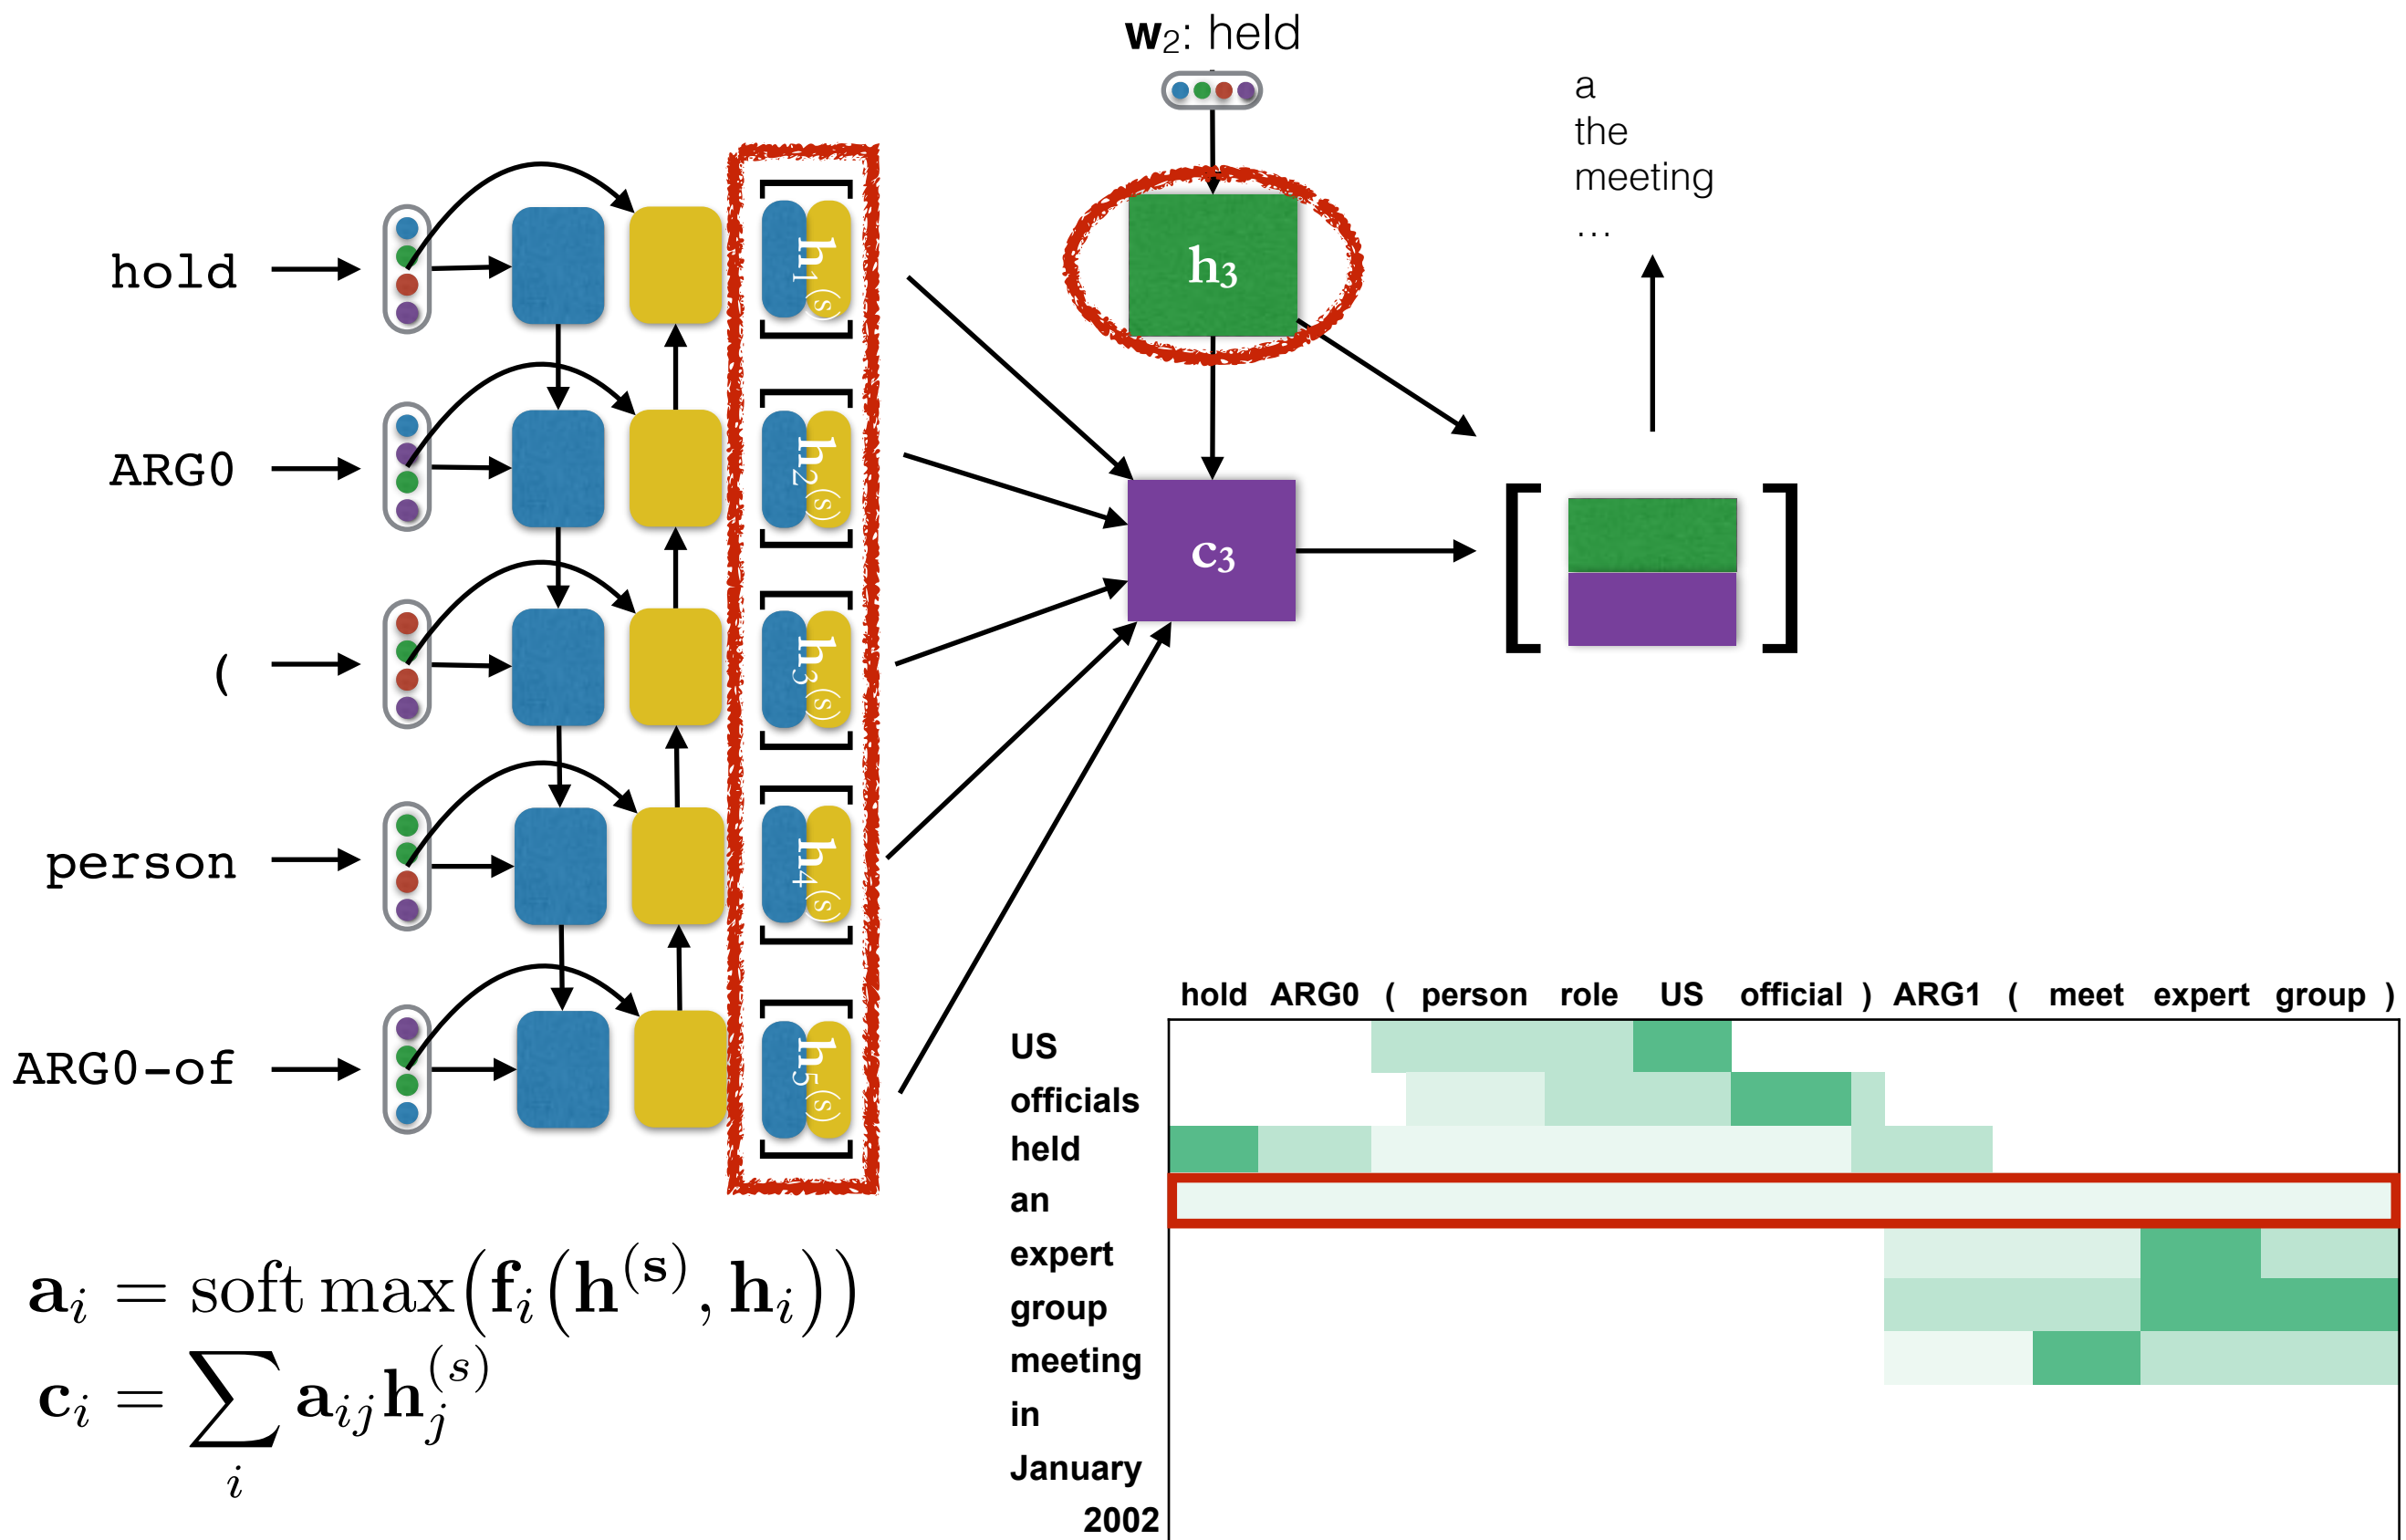 w₂: held
a
the
meeting
...
hold
h₁(s)
h₃
ARG0
h₂(s)
c₃
(
h₃(s)
person
h₄(s)
ARG0-of
h₅(s)
hold ARG0 ( person role US official ) ARG1 ( meet expert group )
US
officials
held
an
expert
group
meeting
in
January
2002
aᵢ = soft max(fᵢ(h⁽ˢ⁾, hᵢ))
cᵢ = ∑ᵢ aᵢⱼhⱼ⁽ˢ⁾